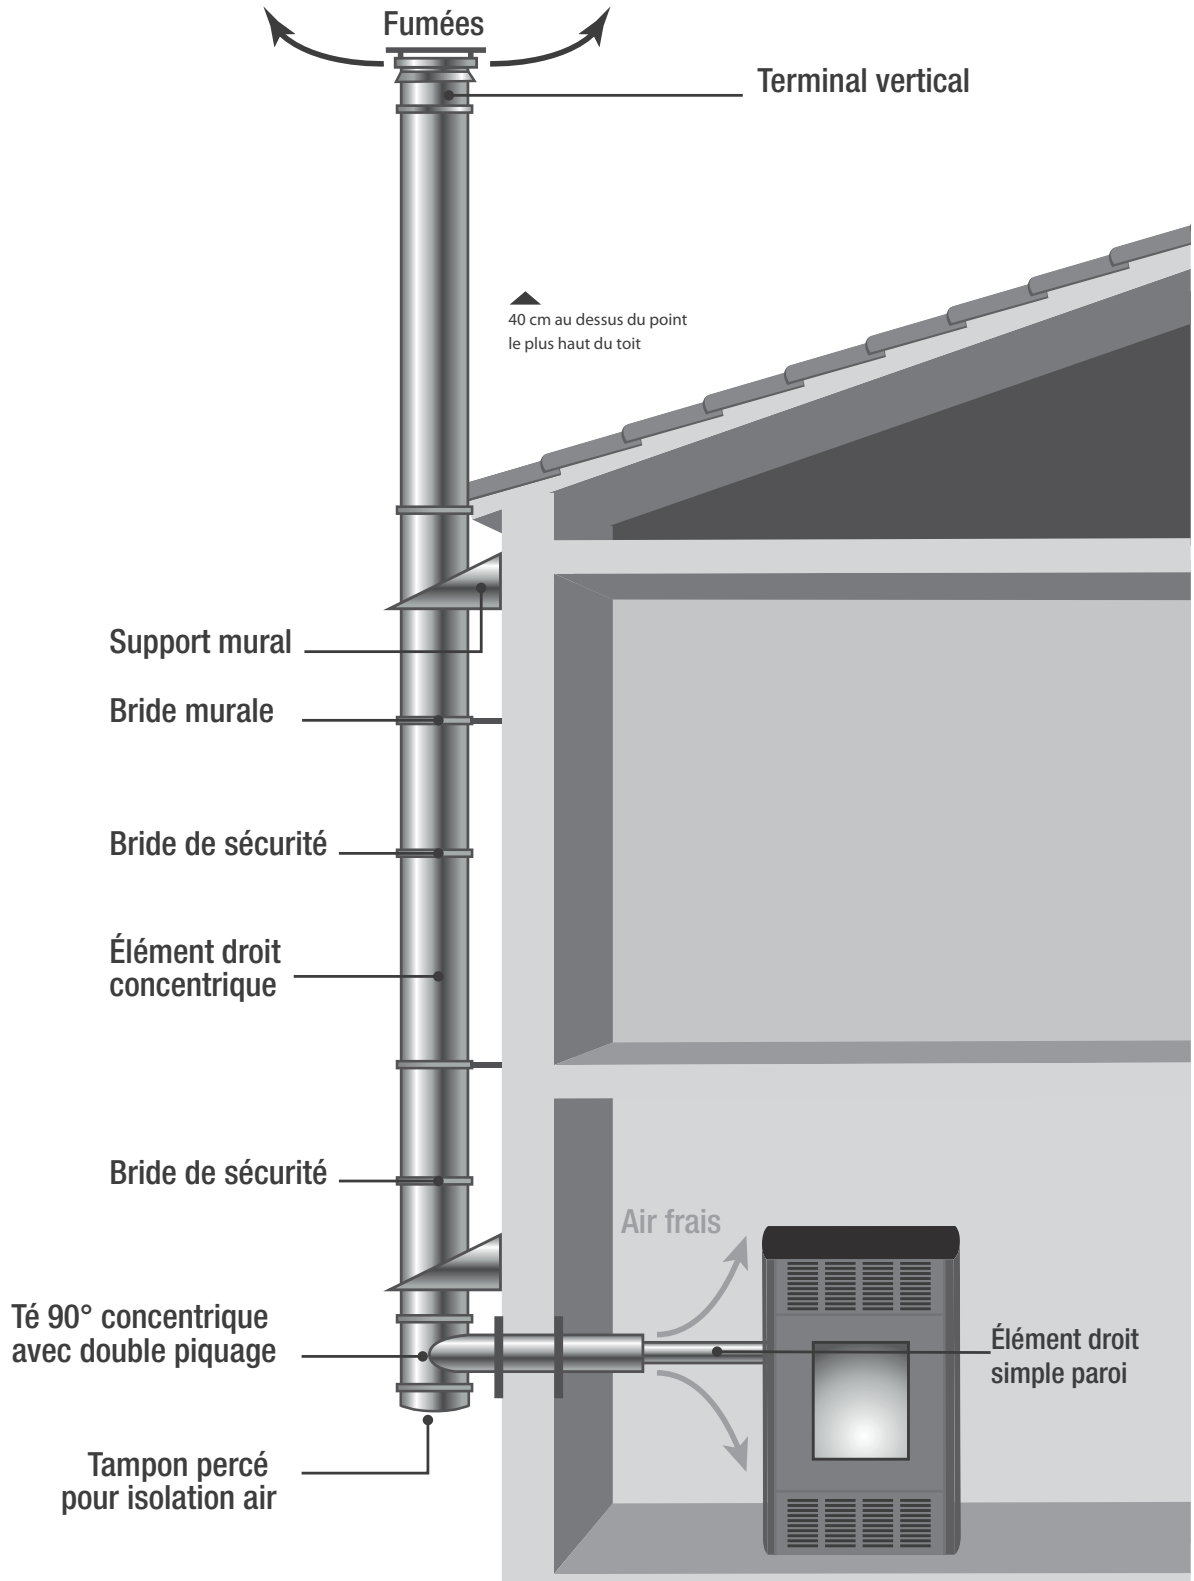 Fumées
Terminal vertical
40 cm au dessus du point
le plus haut du toit
Support mural
Bride murale
Bride de sécurité
Élément droit
concentrique
Bride de sécurité
Air frais
Té 90° concentrique
avec double piquage
Élément droit
simple paroi
Tampon percé
pour isolation air